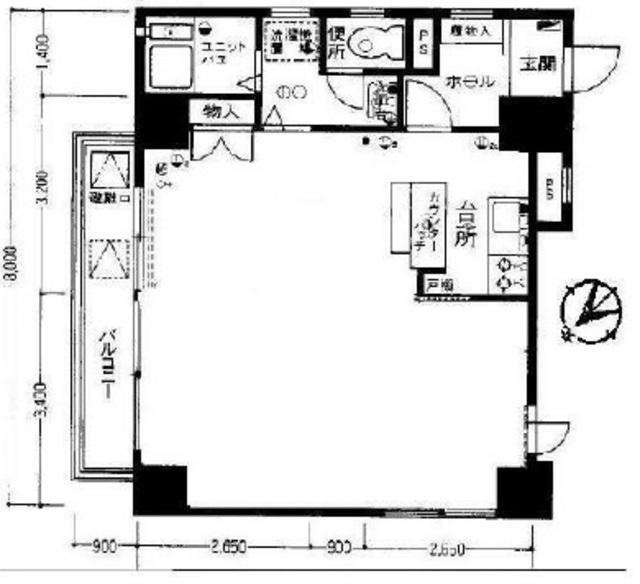 ユニット
バス
洗濯機
置場
便所
PS
履物入
玄関
ホール
物入
避難口
台所
カウンター
ハッチ
戸棚
PS
バルコニー
1,400
3,200
8,000
3,400
900
2,650
900
2,650